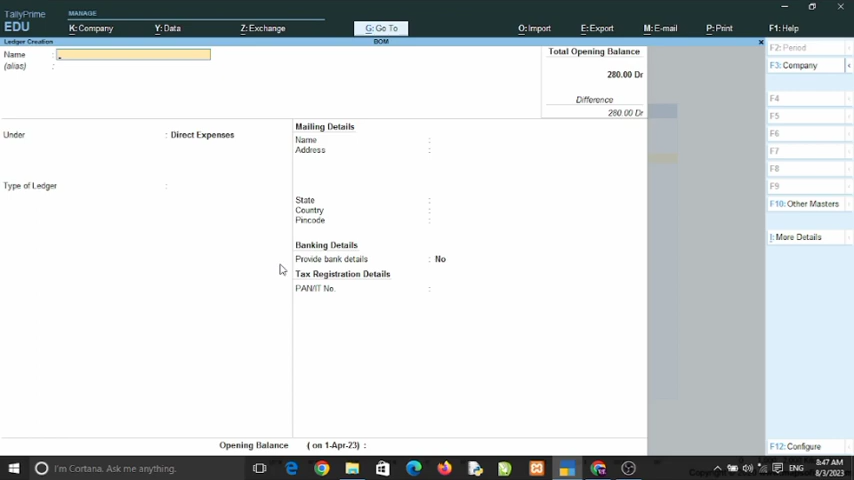 TallyPrime MANAGE
EDU K: Company Y: Data Z: Exchange G: Go To O: Import E: Export M: E-mail P: Print F1: Help
Ledger Creation BOM x
Name :
(alias) :
Total Opening Balance
280.00 Dr
Difference
280.00 Dr
Under : Direct Expenses
Type of Ledger :
Mailing Details
Name :
Address :
State :
Country :
Pincode :
Banking Details
Provide bank details : No
Tax Registration Details
PAN/IT No. :
Opening Balance ( on 1-Apr-23) :
F2: Period
F3: Company
F4
F5
F6
F7
F8
F9
F10: Other Masters
I: More Details
F12: Configure
I'm Cortana. Ask me anything.
ENG
8:47 AM
8/3/2023